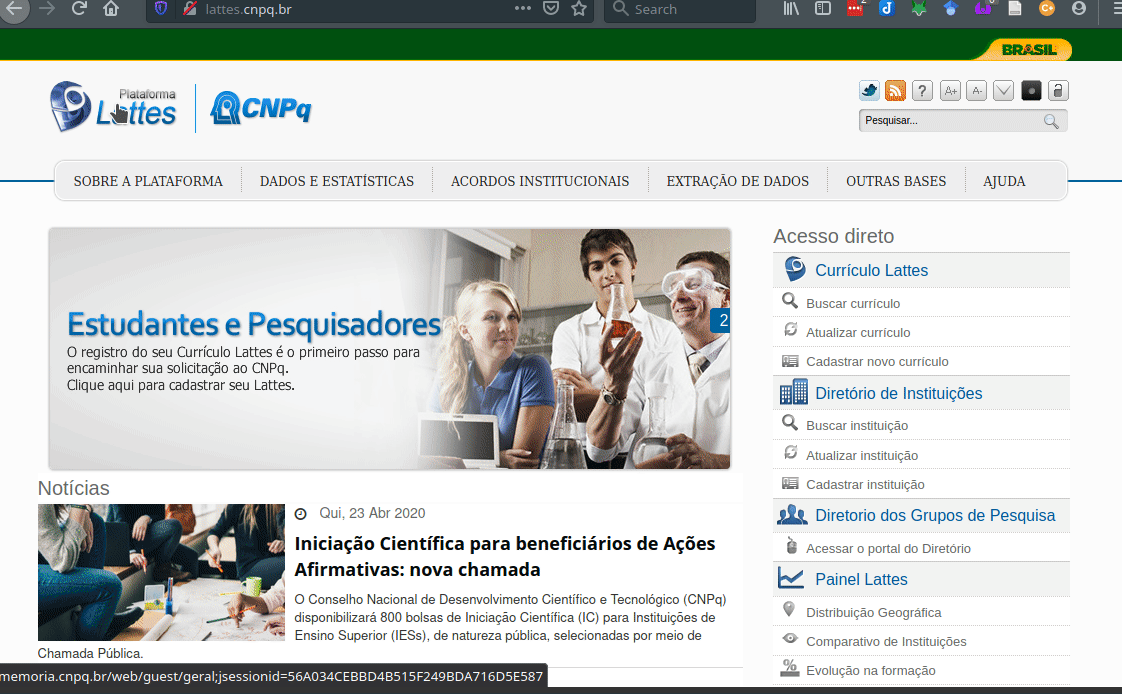 lattes.cnpq.br
Search
BRASIL
Plataforma
Lattes
CNPq
A+
A-
Pesquisar...
SOBRE A PLATAFORMA
DADOS E ESTATÍSTICAS
ACORDOS INSTITUCIONAIS
EXTRAÇÃO DE DADOS
OUTRAS BASES
AJUDA
Estudantes e Pesquisadores
O registro do seu Currículo Lattes é o primeiro passo para
encaminhar sua solicitação ao CNPq.
Clique aqui para cadastrar seu Lattes.
2
Notícias
Qui, 23 Abr 2020
Iniciação Científica para beneficiários de Ações
Afirmativas: nova chamada
O Conselho Nacional de Desenvolvimento Científico e Tecnológico (CNPq)
disponibilizará 800 bolsas de Iniciação Científica (IC) para Instituições de
Ensino Superior (IESs), de natureza pública, selecionadas por meio de
Chamada Pública.
Acesso direto
Currículo Lattes
Buscar currículo
Atualizar currículo
Cadastrar novo currículo
Diretório de Instituições
Buscar instituição
Atualizar instituição
Cadastrar instituição
Diretorio dos Grupos de Pesquisa
Acessar o portal do Diretório
Painel Lattes
Distribuição Geográfica
Comparativo de Instituições
Evolução na formação
memoria.cnpq.br/web/guest/geral;jsessionid=56A034CEBBD4B515F249BDA716D5E587